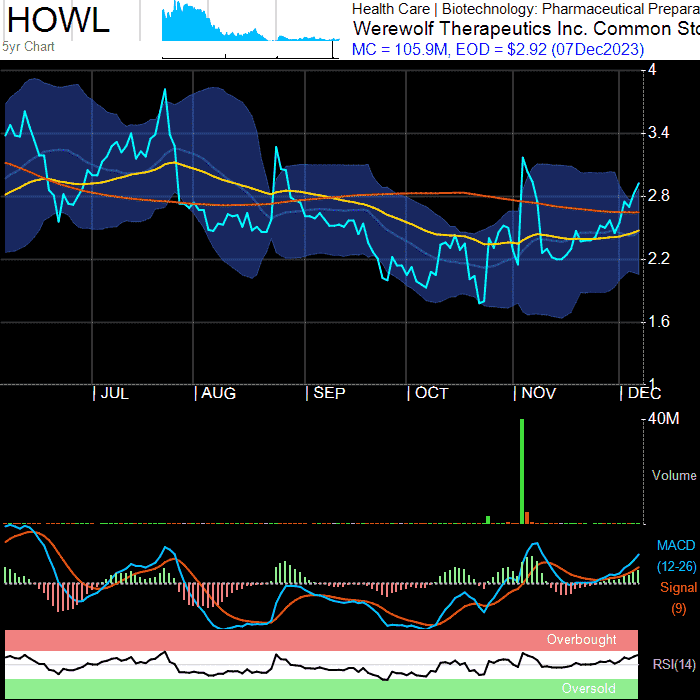 HOWL
5yr Chart
Health Care | Biotechnology: Pharmaceutical Prepara
Werewolf Therapeutics Inc. Common Sto
MC = 105.9M, EOD = $2.92 (07Dec2023)
4
3.4
2.8
2.2
1.6
1
JUL AUG SEP OCT NOV DEC
40M
Volume
MACD
(12-26)
Signal
(9)
Overbought
RSI(14)
Oversold